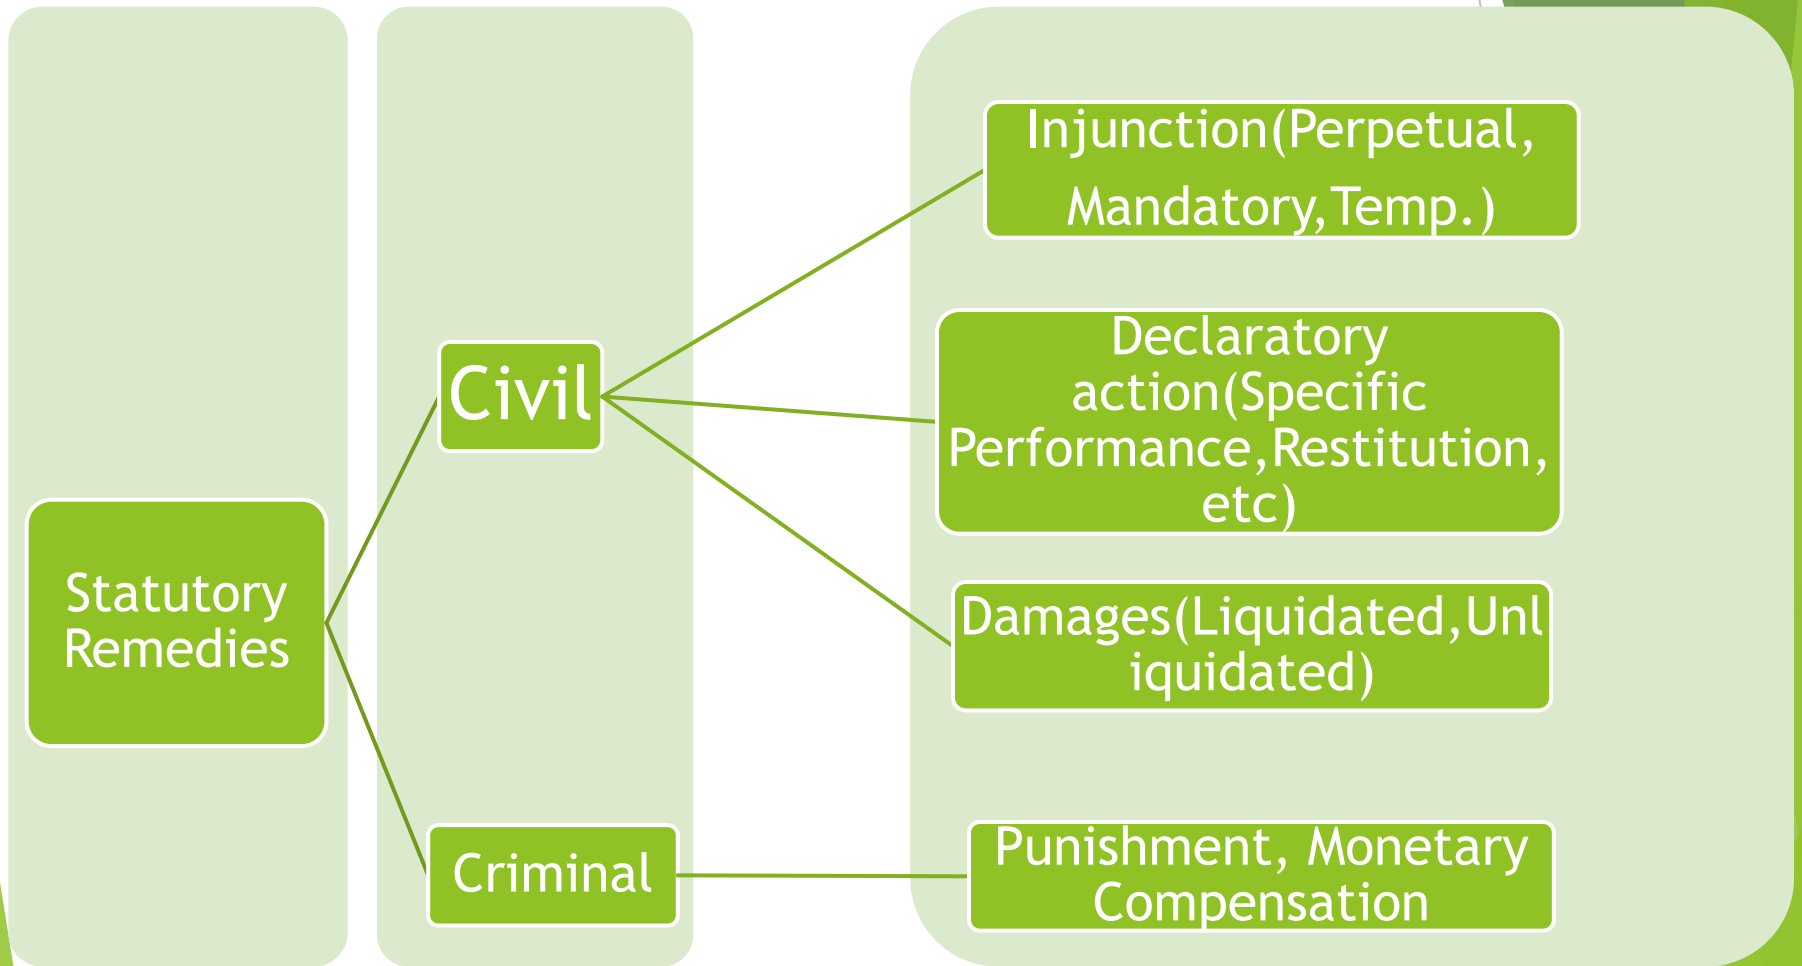 Statutory
Remedies
Civil
Criminal
Injunction(Perpetual,
Mandatory,Temp.)
Declaratory
action(Specific
Performance,Restitution,
etc)
Damages(Liquidated,Unl
iquidated)
Punishment, Monetary
Compensation